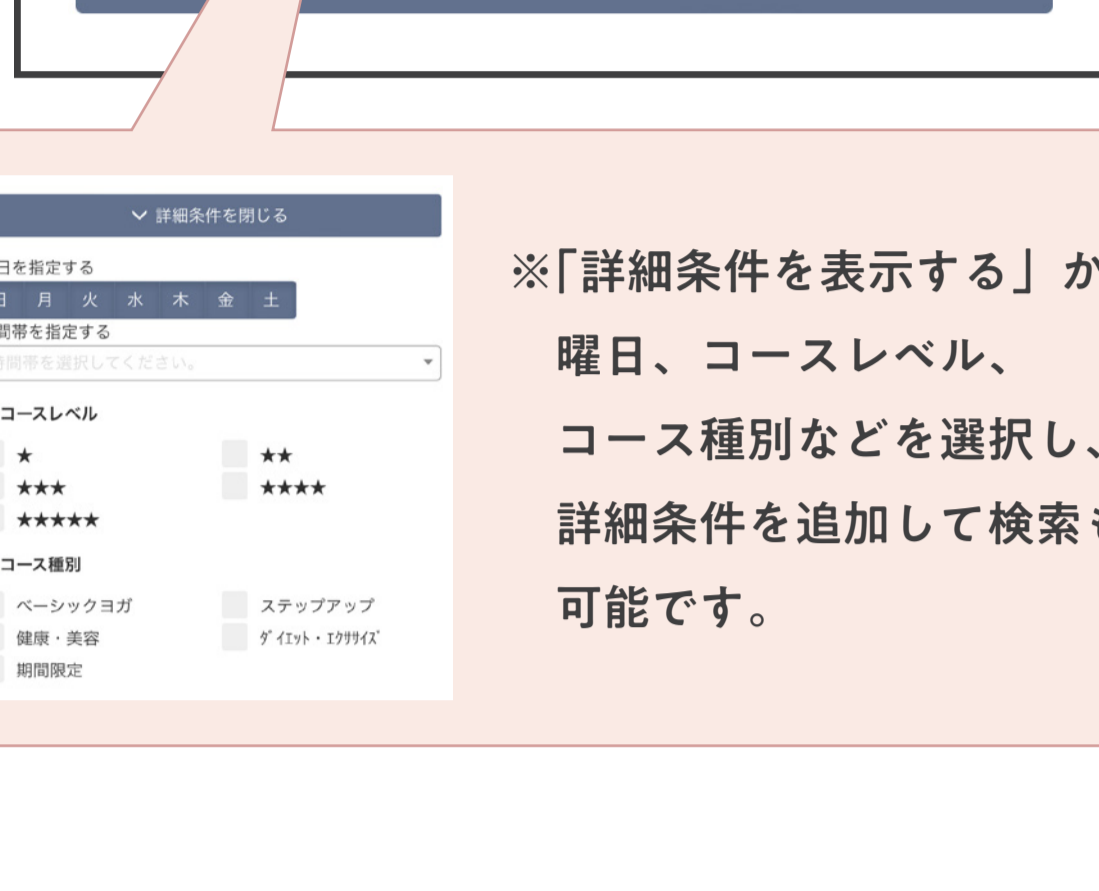 詳細条件を閉じる
日を指定する
日 月 火 水 木 金 土
間帯を指定する
時間帯を選択してください。
コースレベル
★ ★★
★★★ ★★★★
★★★★★
コース種別
ベーシックヨガ ステップアップ
健康・美容 ﾀﾞｲｴｯﾄ・ｴｸｻｻｲｽﾞ
期間限定
※「詳細条件を表示する」か
曜日、コースレベル、
コース種別などを選択し、
詳細条件を追加して検索も
可能です。